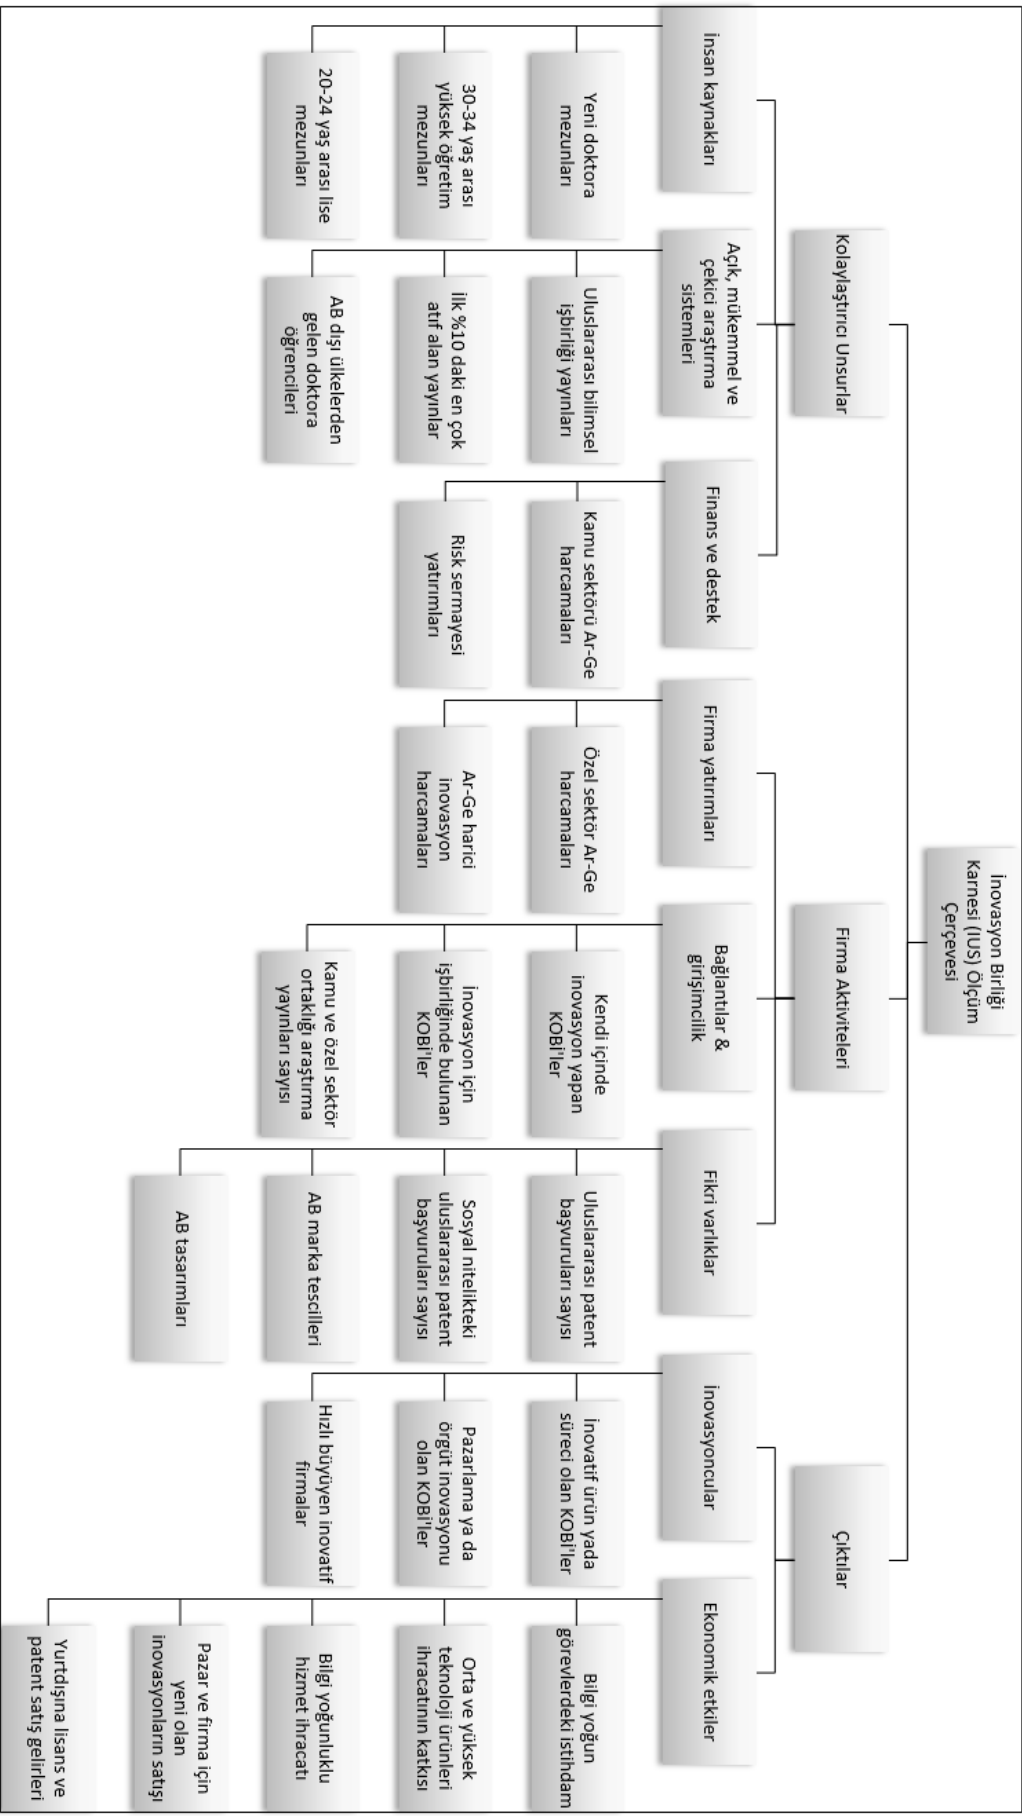 İnovasyon Birliği
Karnesi (IUS) Ölçüm
Çerçevesi
Kolaylaştırıcı Unsurlar
İnsan kaynakları
Yeni doktora
mezunları
30-34 yaş arası
yüksek öğretim
mezunları
20-24 yaş arası lise
mezunları
Açık, mükemmel ve
çekici araştırma
sistemleri
Uluslararası bilimsel
işbirliği yayınları
İlk %10 daki en çok
atıf alan yayınlar
AB dışı ülkelerden
gelen doktora
öğrencileri
Finans ve destek
Kamu sektörü Ar-Ge
harcamaları
Risk sermayesi
yatırımları
Firma Aktiviteleri
Firma yatırımları
Özel sektör Ar-Ge
harcamaları
Ar-Ge harici
inovasyon
harcamaları
Bağlantılar &
girişimcilik
Kendi içinde
inovasyon yapan
KOBİ'ler
İnovasyon için
işbirliğinde bulunan
KOBİ'ler
Kamu ve özel sektör
ortaklığı araştırma
yayınları sayısı
Fikri varlıklar
Uluslararası patent
başvuruları sayısı
Sosyal nitelikteki
uluslararası patent
başvuruları sayısı
AB marka tescilleri
AB tasarımları
Çıktılar
İnovasyoncular
İnovatif ürün yada
süreci olan KOBİ'ler
Pazarlama ya da
örgüt inovasyonu
olan KOBİ'ler
Hızlı büyüyen inovatif
firmalar
Ekonomik etkiler
Bilgi yoğun
görevlerdeki istihdam
Orta ve yüksek
teknoloji ürünleri
ihracatının katkısı
Bilgi yoğunluklu
hizmet ihracatı
Pazar ve firma için
yeni olan
inovasyonların satışı
Yurtdışına lisans ve
patent satış gelirleri